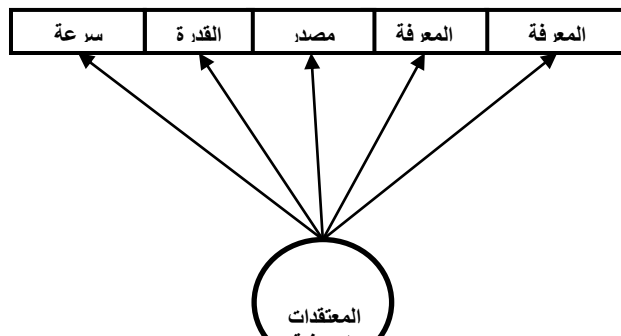 المعرفة
المعرفة
مصدر
القدرة
سرعة
المعتقدات